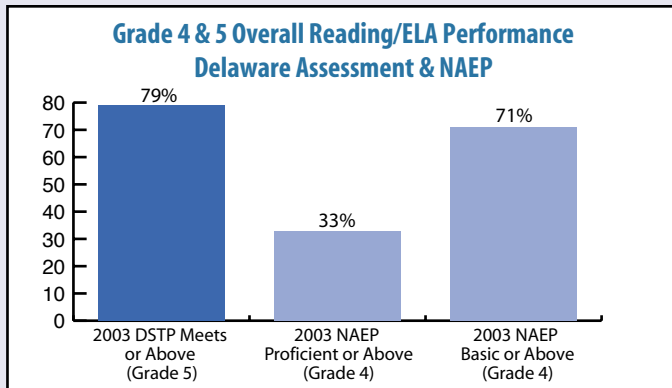 Grade 4 & 5 Overall Reading/ELA Performance
Delaware Assessment & NAEP
80
70
60
50
40
30
20
10
0
79%
33%
71%
2003 DSTP Meets
or Above
(Grade 5)
2003 NAEP
Proficient or Above
(Grade 4)
2003 NAEP
Basic or Above
(Grade 4)